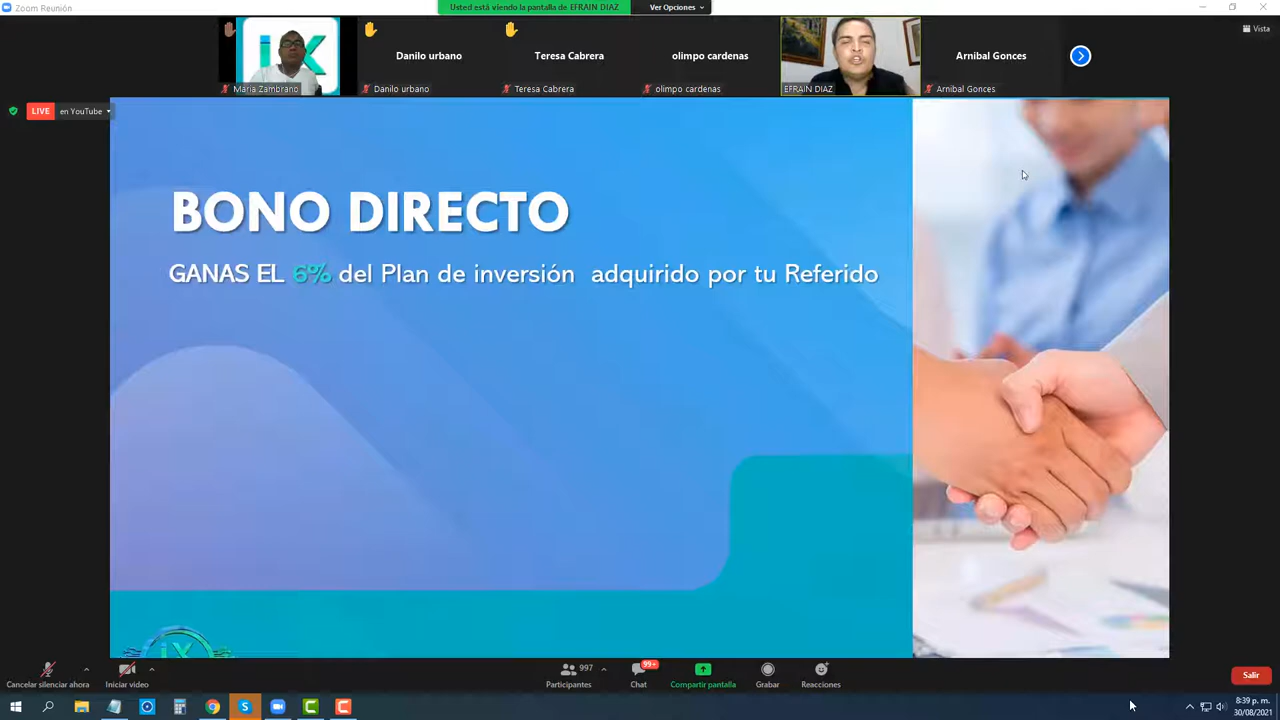 Zoom Reunión
Usted está viendo la pantalla de EFRAIN DIAZ
Ver Opciones
Vista
Maria Zambrano
Danilo urbano
Danilo urbano
Teresa Cabrera
Teresa Cabrera
olimpo cardenas
olimpo cardenas
EFRAIN DIAZ
Arnibal Gonces
Arnibal Gonces
LIVE en YouTube
BONO DIRECTO
GANAS EL 6% del Plan de inversión adquirido por tu Referido
Cancelar silenciar ahora
Iniciar video
997
Participantes
99+
Chat
Compartir pantalla
Grabar
Reacciones
Salir
8:39 p. m.
30/08/2021